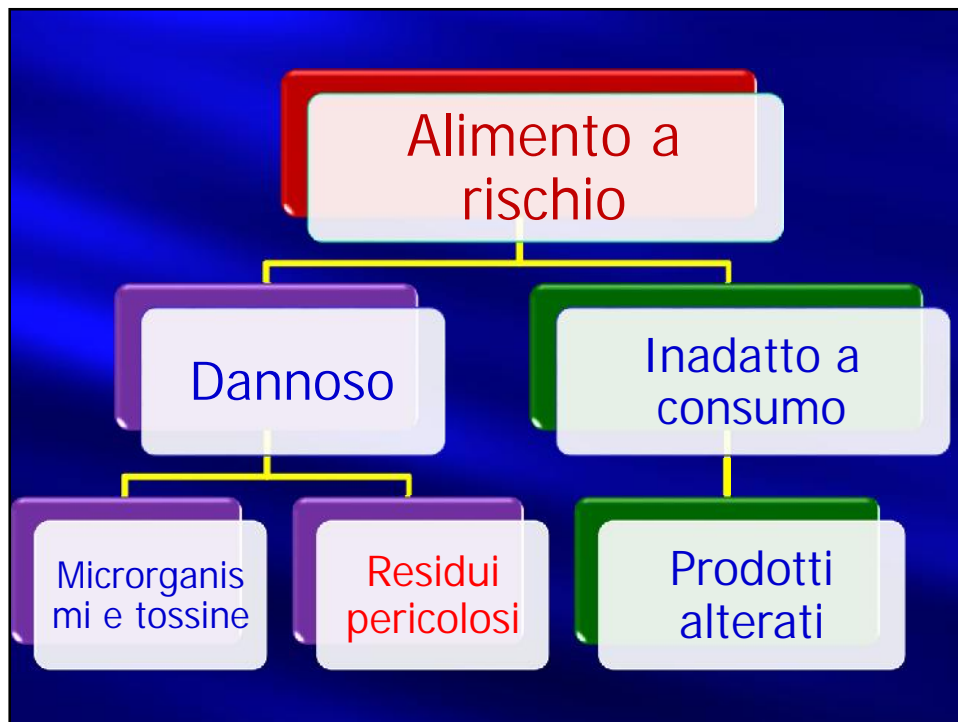 Alimento a
rischio
Dannoso
Inadatto a
consumo
Microrganis
mi e tossine
Residui
pericolosi
Prodotti
alterati